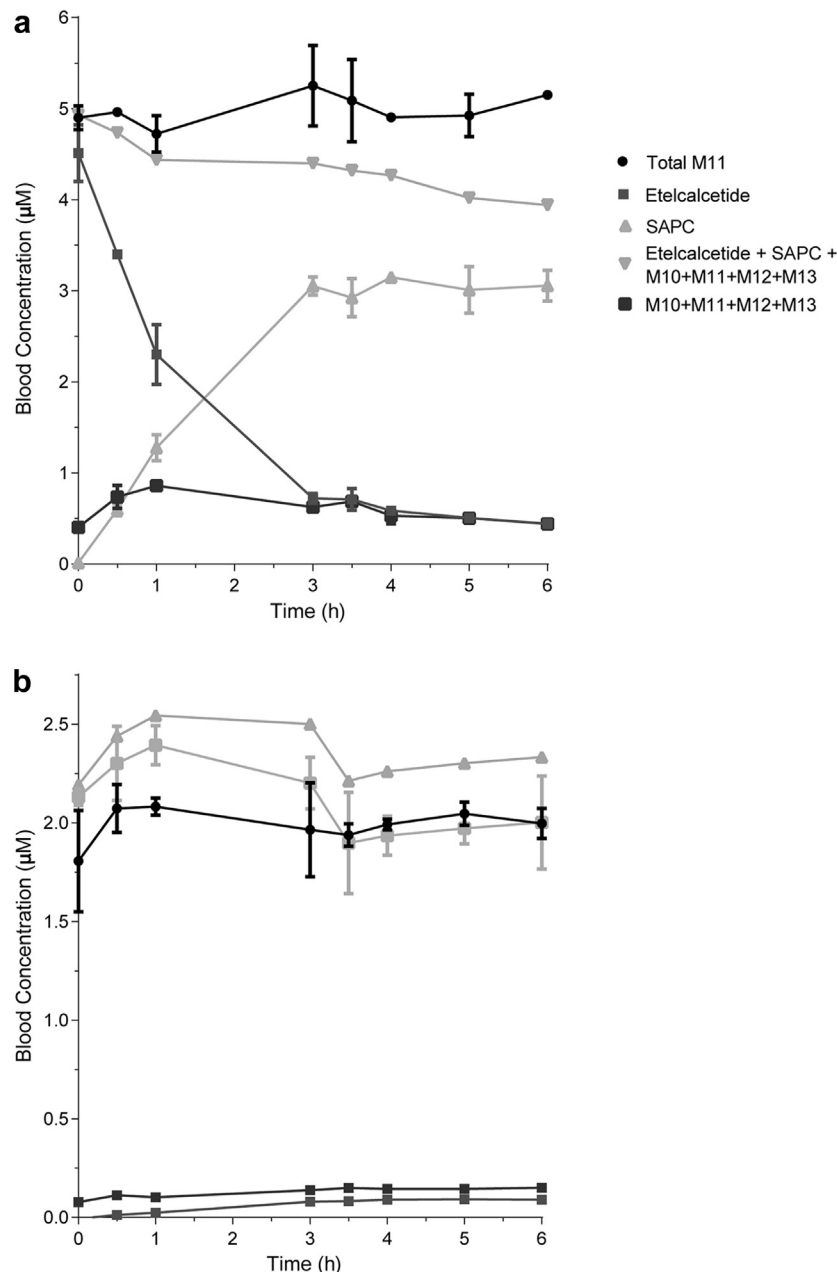 a
6
5
4
3
2
1
0
Blood Concentration (µM)
0 1 2 3 4 5 6
Time (h)
Total M11
Etelcalcetide
SAPC
Etelcalcetide + SAPC +
M10+M11+M12+M13
M10+M11+M12+M13
b
2.5
2.0
1.5
1.0
0.5
0.0
Blood Concentration (µM)
0 1 2 3 4 5 6
Time (h)